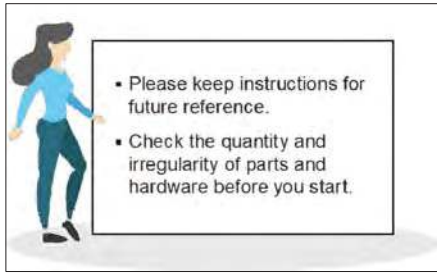 ▪ Please keep instructions for
future reference.
▪ Check the quantity and
irregularity of parts and
hardware before you start.